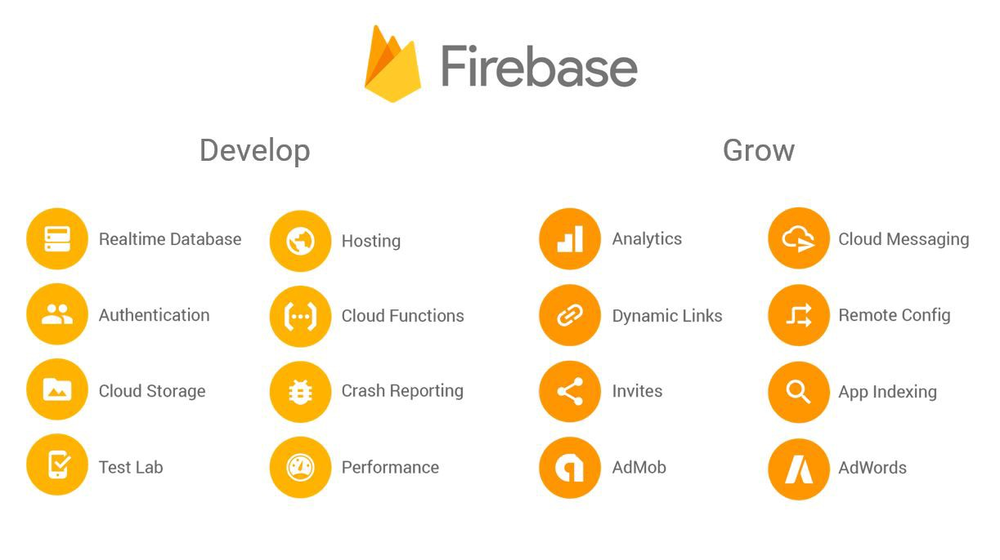 Firebase
Develop
Realtime Database
Authentication
Cloud Storage
Test Lab
Hosting
Cloud Functions
Crash Reporting
Performance
Grow
Analytics
Dynamic Links
Invites
AdMob
Cloud Messaging
Remote Config
App Indexing
AdWords